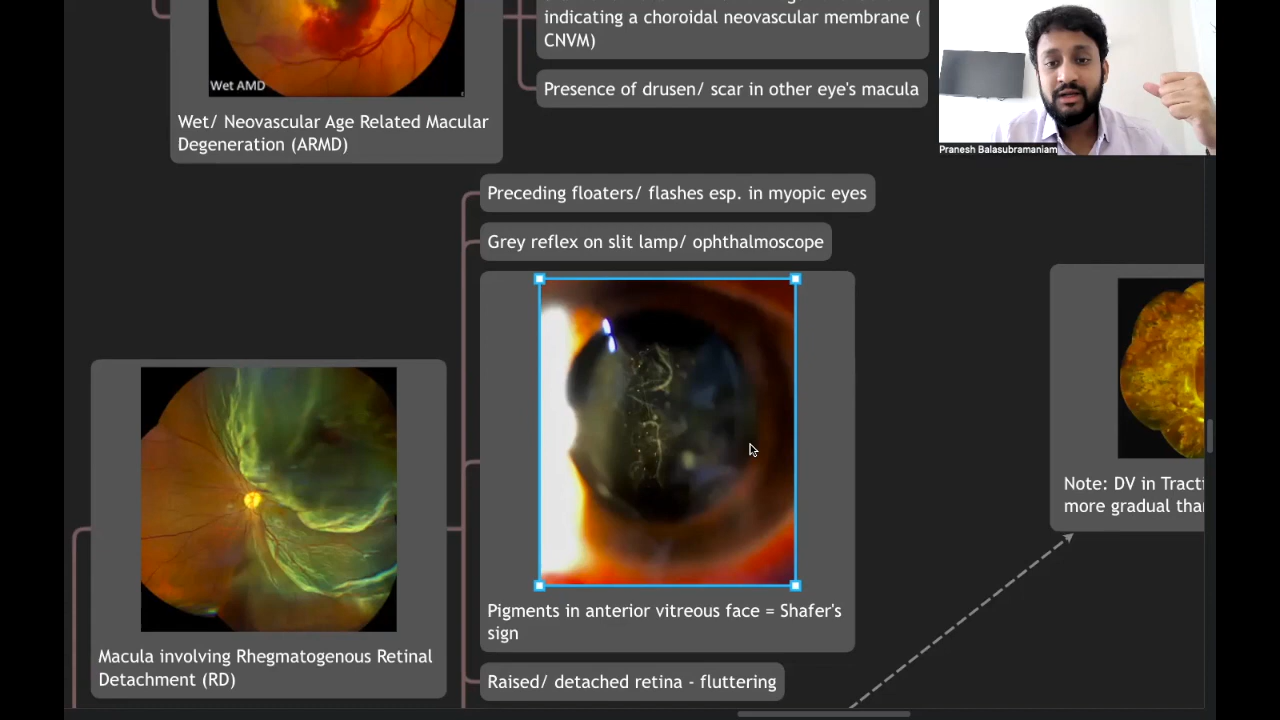 indicating a choroidal neovascular membrane (
CNVM)
Wet AMD
Presence of drusen/ scar in other eye's macula
Wet/ Neovascular Age Related Macular
Degeneration (ARMD)
Pranesh Balasubramaniam
Preceding floaters/ flashes esp. in myopic eyes
Grey reflex on slit lamp/ ophthalmoscope
Pigments in anterior vitreous face = Shafer's
sign
Macula involving Rhegmatogenous Retinal
Detachment (RD)
Raised/ detached retina - fluttering
Note: DV in Tracti
more gradual than